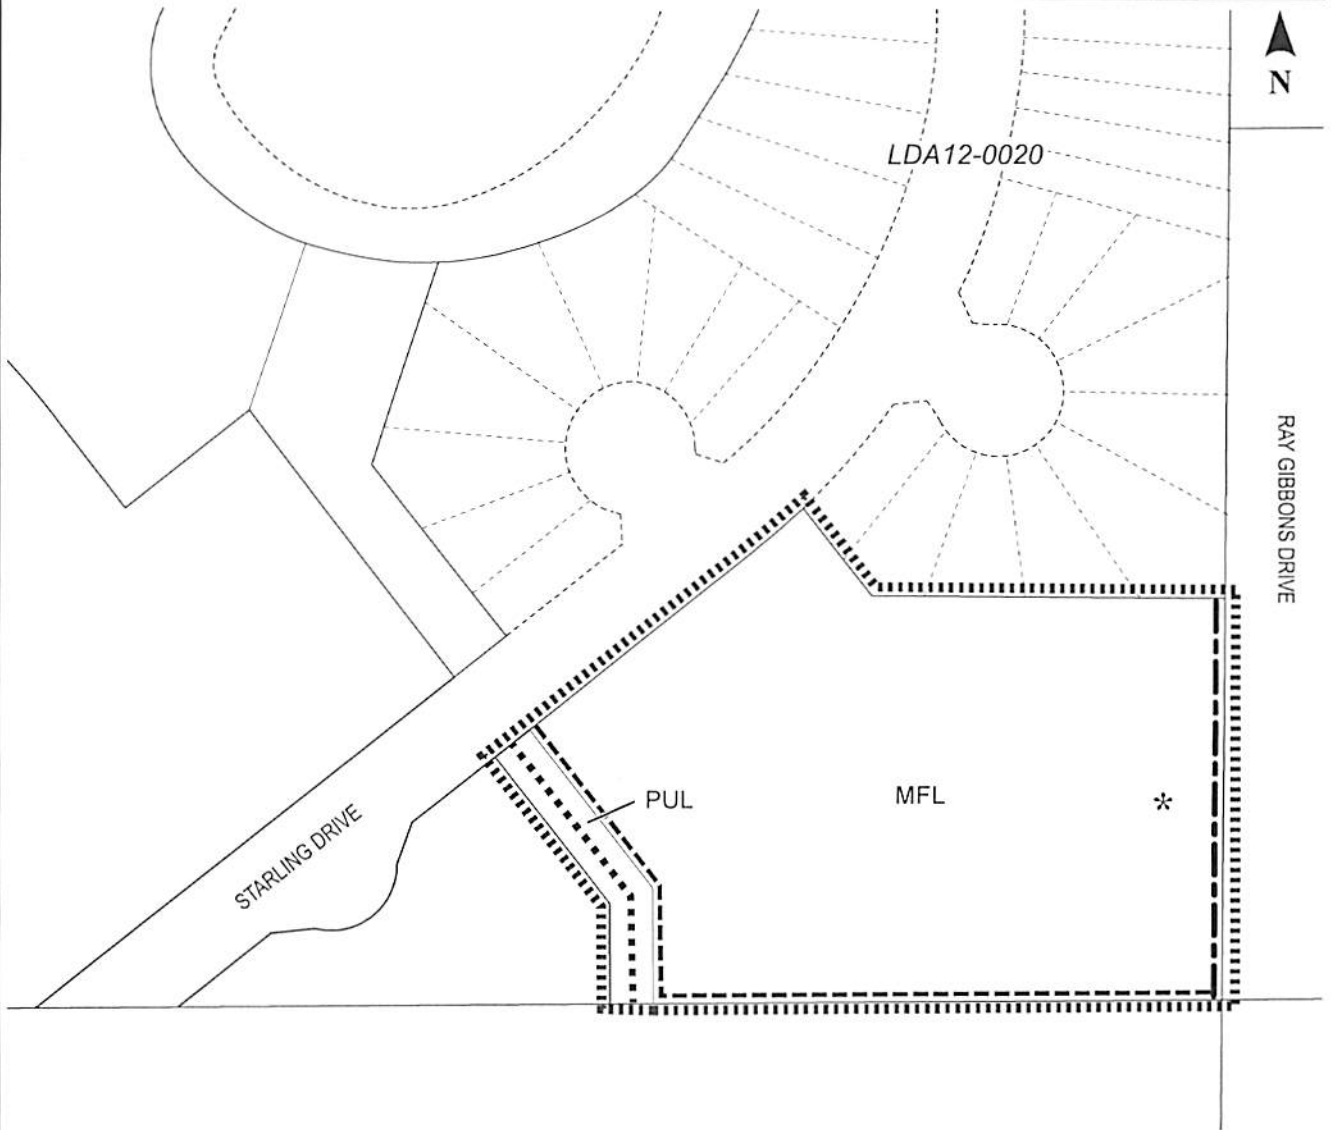 N
LDA12-0020
RAY GIBBONS DRIVE
PUL
MFL
*
STARLING DRIVE